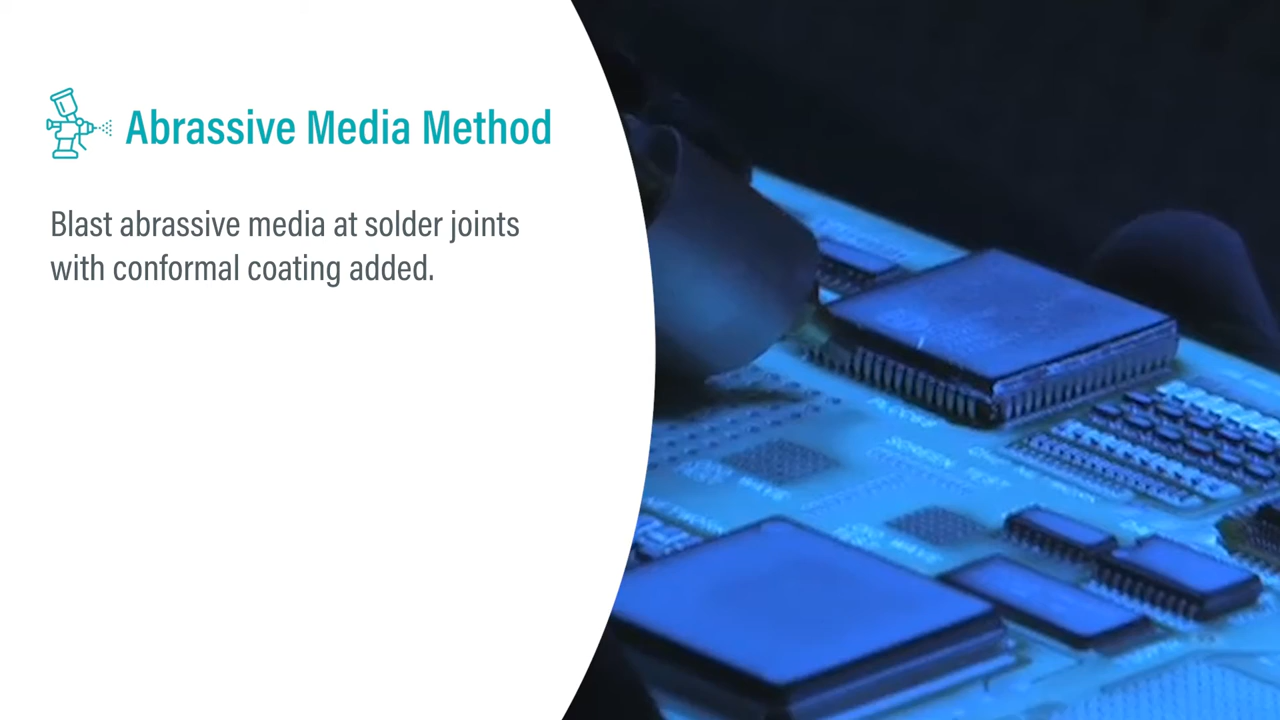 Abrassive Media Method
Blast abrassive media at solder joints
with conformal coating added.